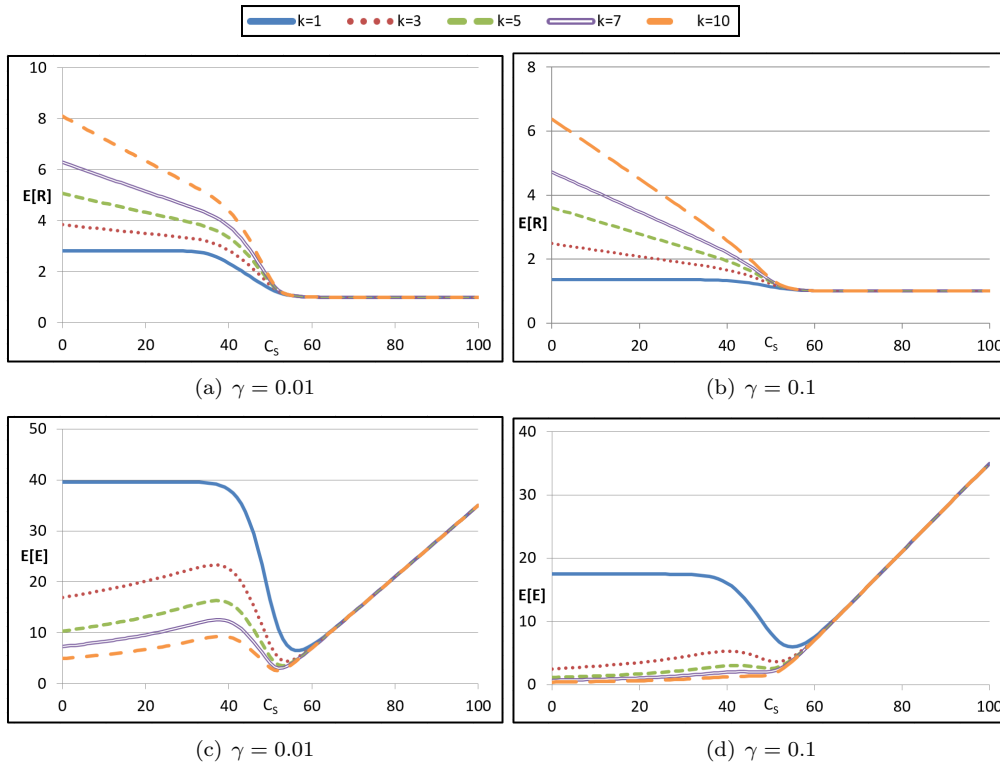 k=1 k=3 k=5 k=7 k=10
10
8
6
E[R]
4
2
0
0 20 40 C_S 60 80 100
(a) γ = 0.01
8
6
4
E[R]
2
0
0 20 40 C_S 60 80 100
(b) γ = 0.1
50
40
30
E[E]
20
10
0
0 20 40 C_S 60 80 100
(c) γ = 0.01
40
30
20
E[E]
10
0
0 20 40 C_S 60 80 100
(d) γ = 0.1